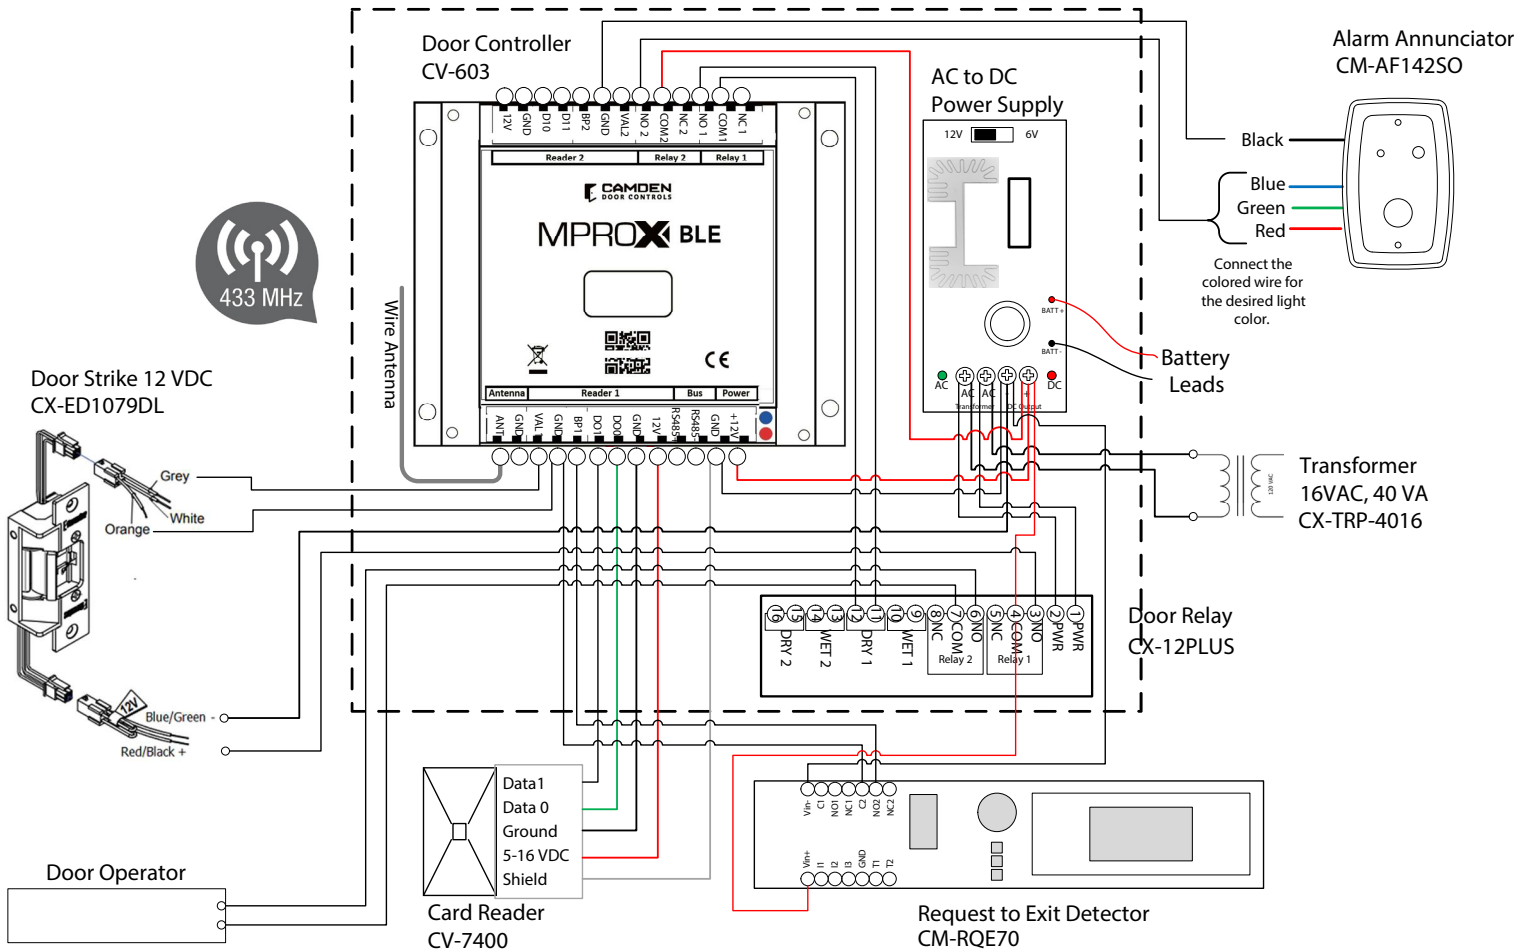 Door Controller
CV-603
12V
GND
D10
D11
BP2
GND
VAL2
NO 2
COM2
NC 2
NO 1
COM1
NC 1
Reader 2
Relay 2
Relay 1
CAMDEN
DOOR CONTROLS
MPROX BLE
CE
Antenna
Reader 1
Bus
Power
ANT
GND
VAL1
GND
BP1
DO1
DO0
GND
12V
RS485+
RS485-
GND
+12V
433 MHz
Wire Antenna
AC to DC
Power Supply
12V
6V
BATT+
BATT-
AC
AC
AC
-
+
DC
Transformer
DC Output
Battery
Leads
Alarm Annunciator
CM-AF142SO
Black
Blue
Green
Red
Connect the
colored wire for
the desired light
color.
Door Strike 12 VDC
CX-ED1079DL
Grey
White
Orange
12V
Blue/Green -
Red/Black +
Transformer
16VAC, 40 VA
CX-TRP-4016
120 VAC
Door Relay
CX-12PLUS
16
15
14
13
12
11
10
9
8
7
6
5
4
3
2
1
DRY 2
WET 2
DRY 1
WET 1
NC
COM
NO
NC
COM
NO
PWR
PWR
Relay 2
Relay 1
Data1
Data 0
Ground
5-16 VDC
Shield
Card Reader
CV-7400
Door Operator
Vin-
C1
NO1
NC1
C2
NO2
NC2
Vin+
I1
I2
I3
GND
T1
T2
Request to Exit Detector
CM-RQE70